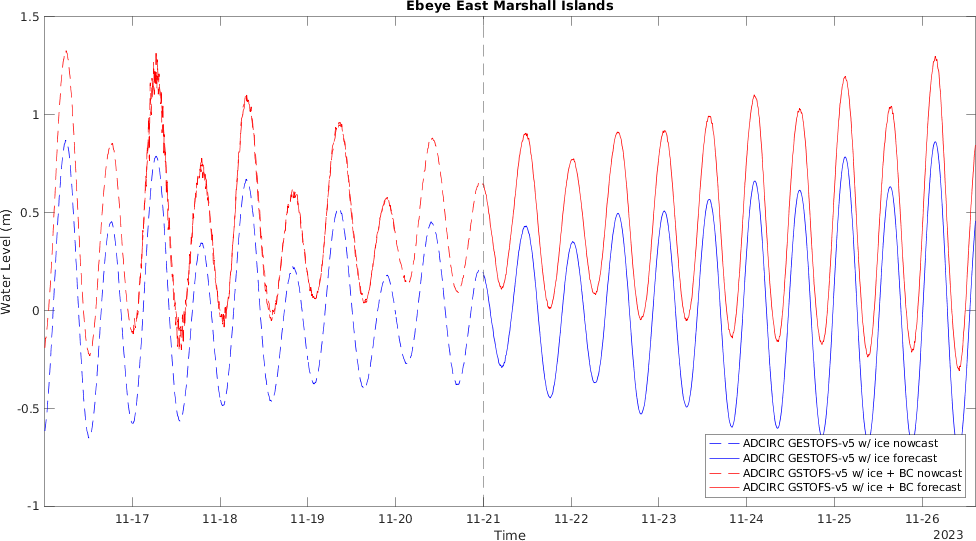 Ebeye East Marshall Islands
1.5
1
0.5
0
-0.5
-1
Water Level (m)
11-17 11-18 11-19 11-20 11-21 11-22 11-23 11-24 11-25 11-26
Time
2023
ADCIRC GESTOFS-v5 w/ ice nowcast
ADCIRC GESTOFS-v5 w/ ice forecast
ADCIRC GSTOFS-v5 w/ ice + BC nowcast
ADCIRC GSTOFS-v5 w/ ice + BC forecast